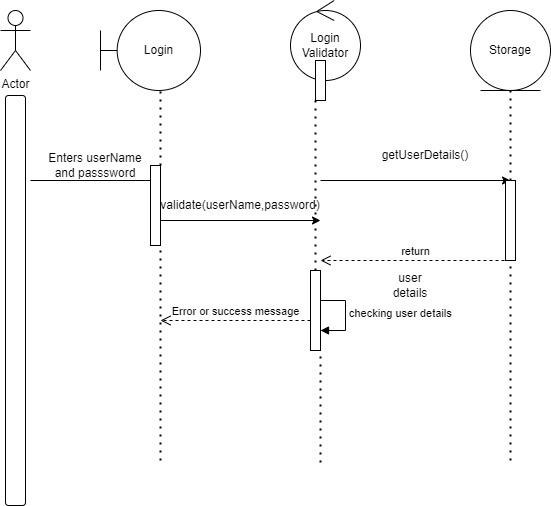 Actor
Login
Login
Validator
Storage
Enters userName
and passsword
getUserDetails()
validate(userName,password)
return
user
details
Error or success message
checking user details